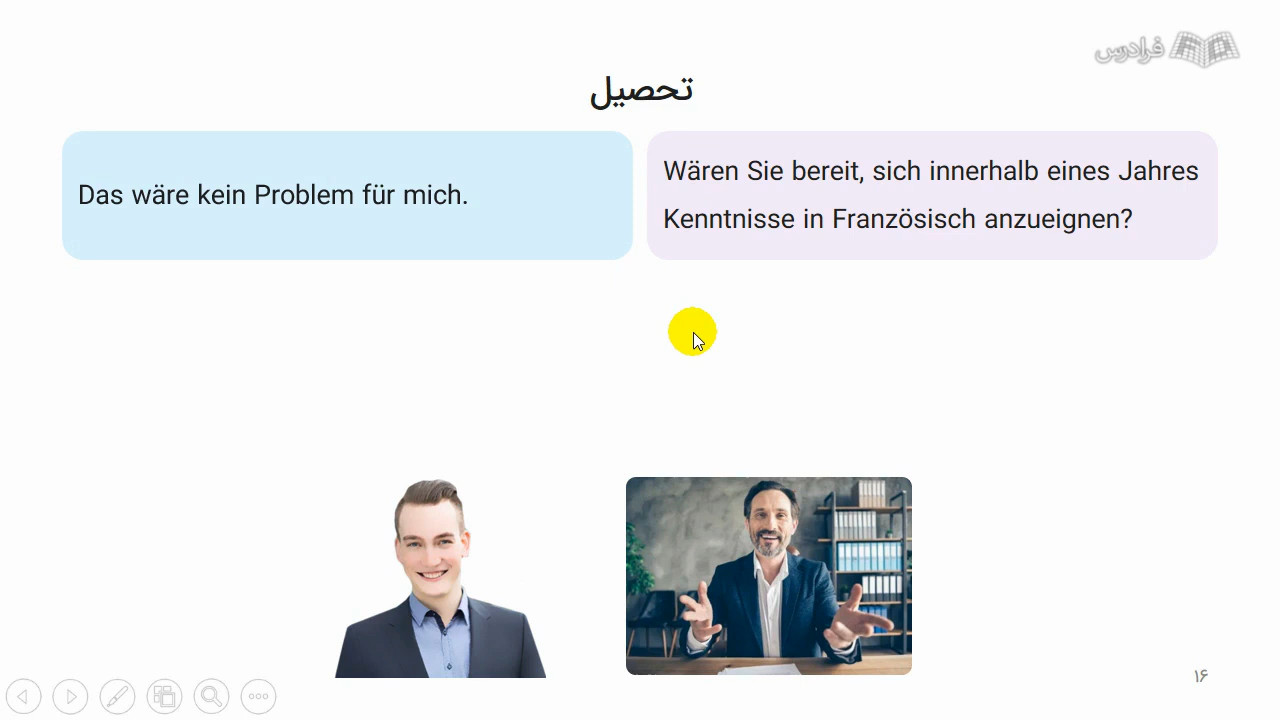 فرادرس
تحصیل
Wären Sie bereit, sich innerhalb eines Jahres
Kenntnisse in Französisch anzueignen?
Das wäre kein Problem für mich.
۱۶